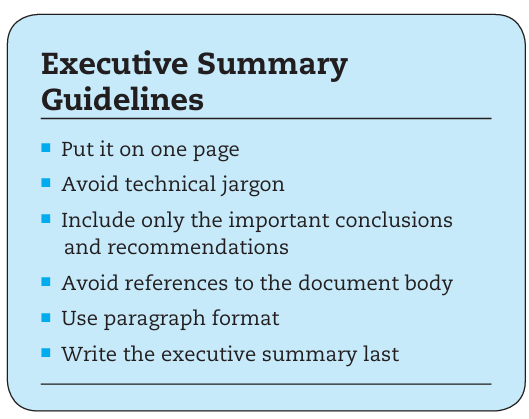 Executive Summary
Guidelines
■ Put it on one page
■ Avoid technical jargon
■ Include only the important conclusions
and recommendations
■ Avoid references to the document body
■ Use paragraph format
■ Write the executive summary last